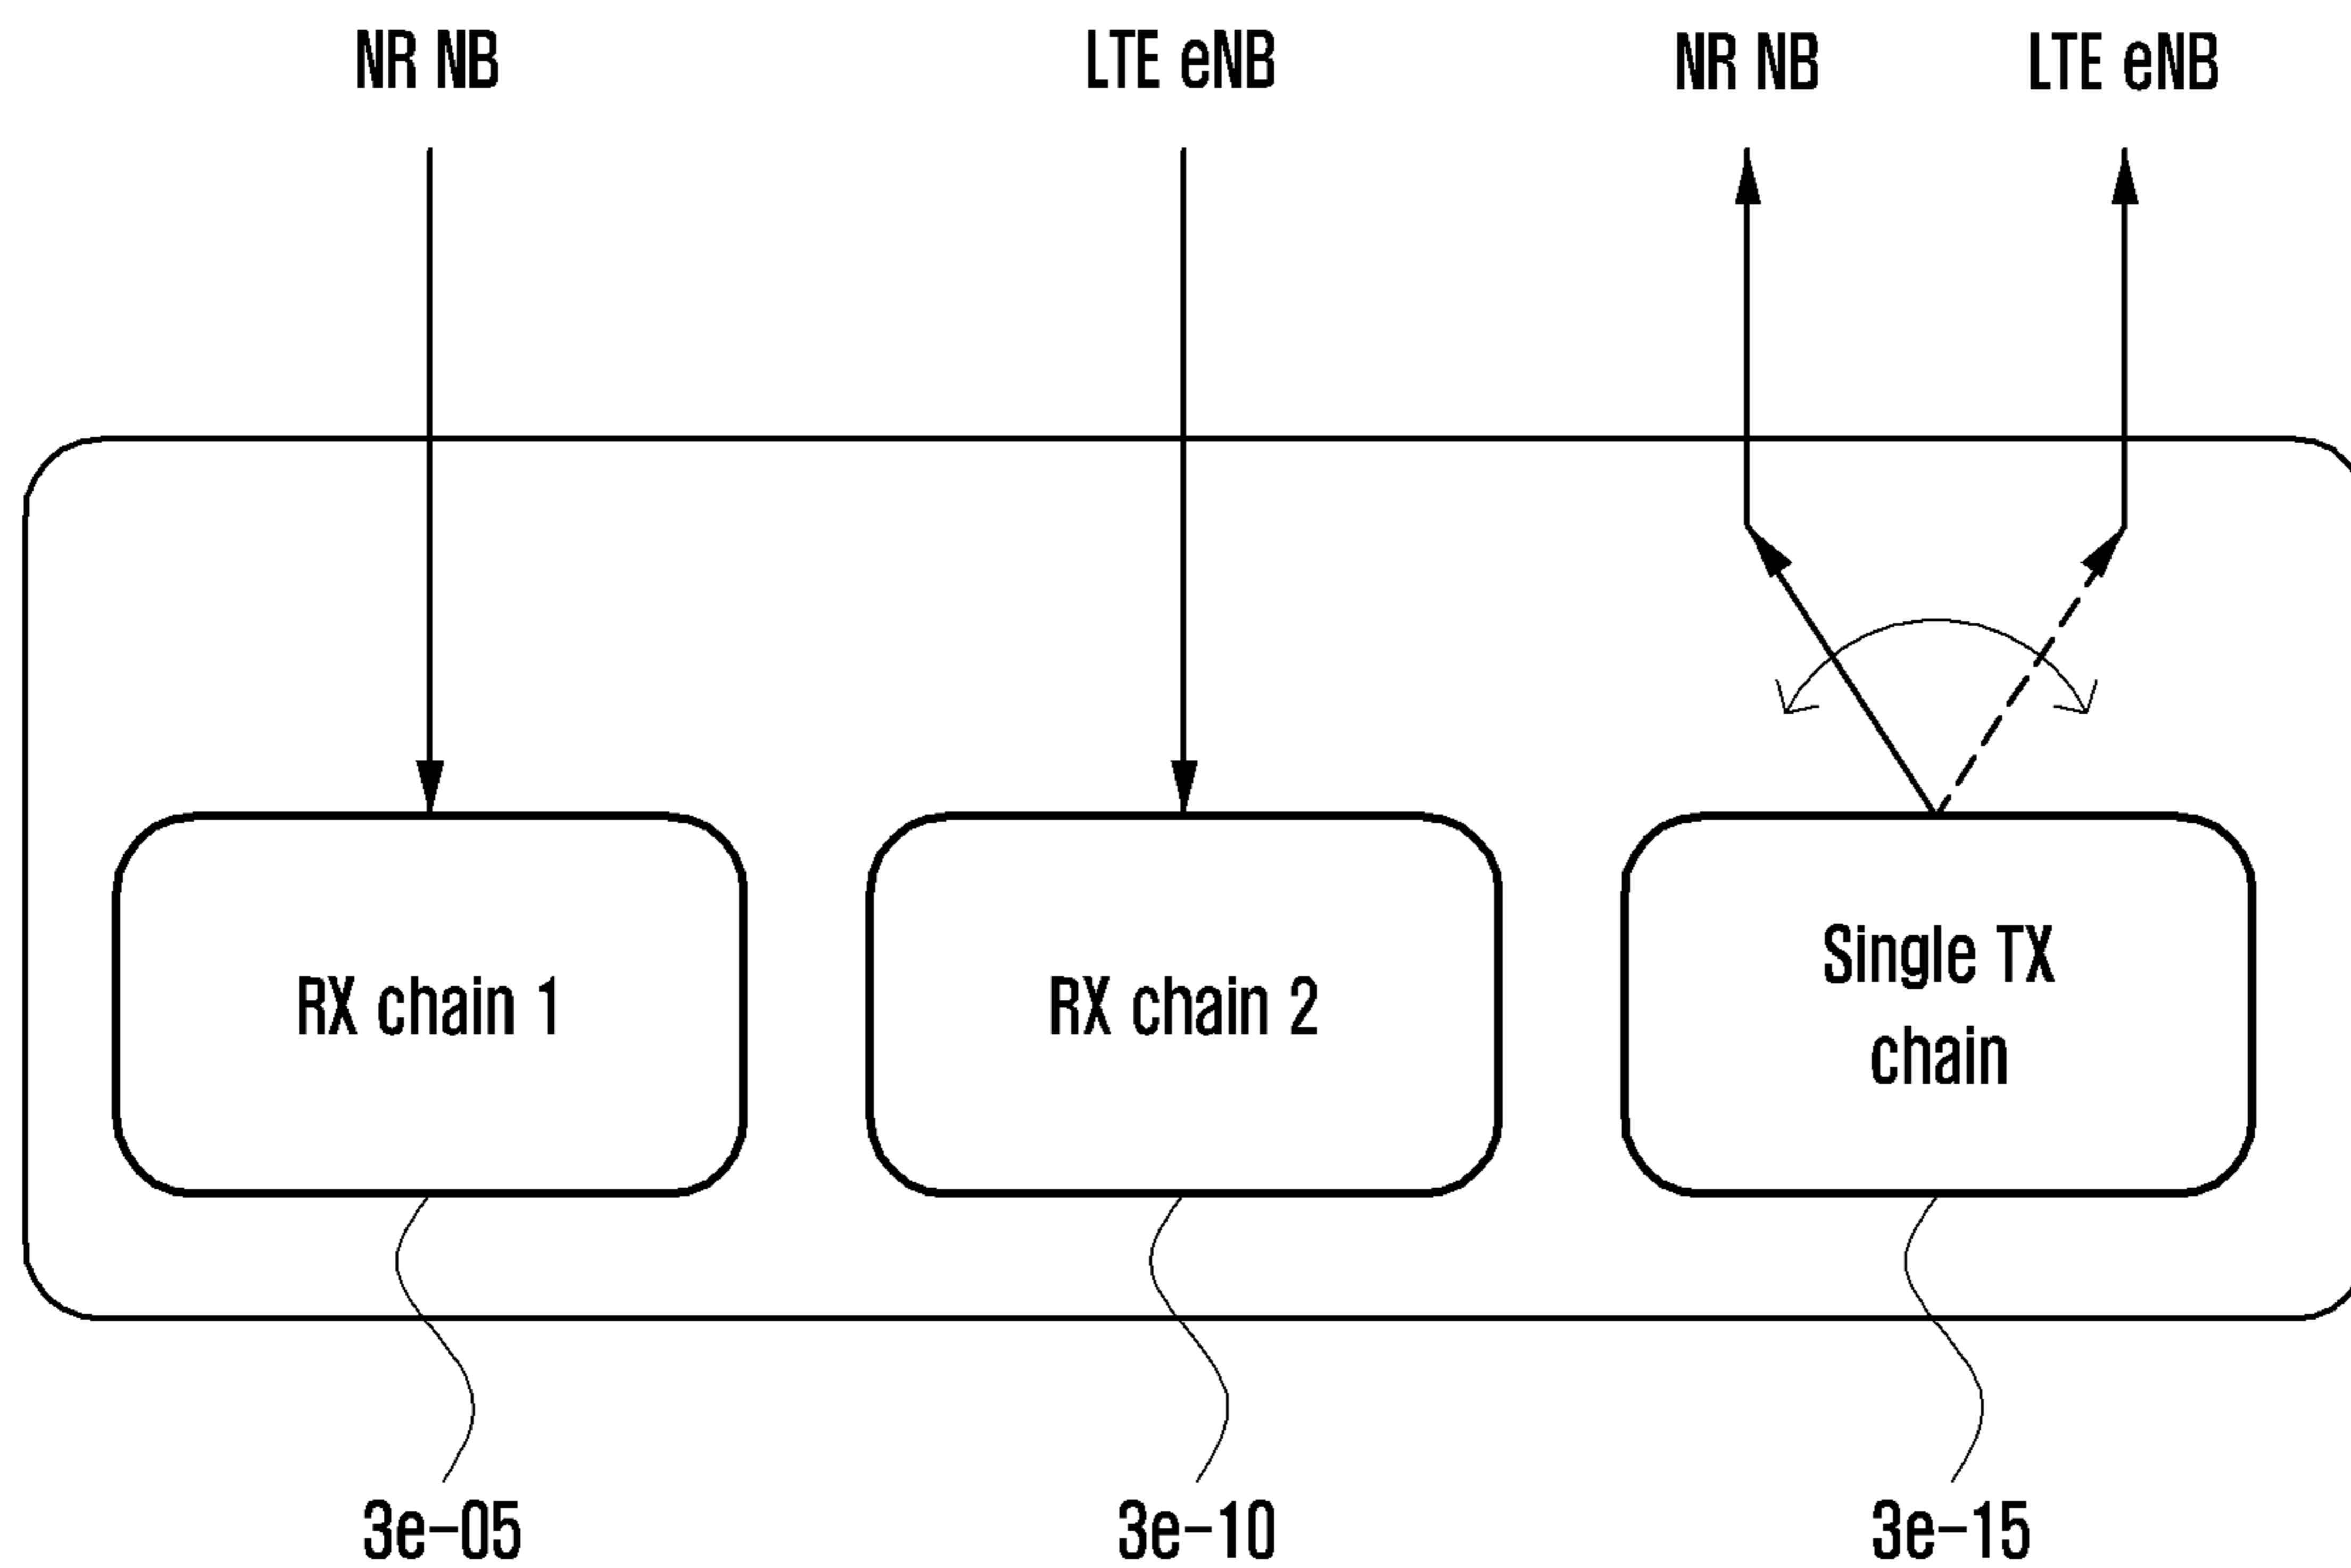 NR NB
LTE eNB
NR NB
LTE eNB
RX chain 1
RX chain 2
Single TX
chain
3e-05
3e-10
3e-15